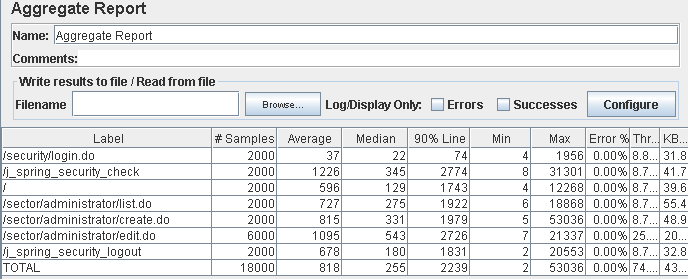 Aggregate Report
Name: Aggregate Report
Comments:
Write results to file / Read from file
Filename Browse... Log/Display Only: Errors Successes Configure
Label # Samples Average Median 90% Line Min Max Error % Thr... KB...
/security/login.do 2000 37 22 74 4 1956 0.00% 8.8... 31.8
/j_spring_security_check 2000 1226 345 2774 8 31301 0.00% 8.7... 41.7
/ 2000 596 129 1743 4 12268 0.00% 8.7... 39.6
/sector/administrator/list.do 2000 727 275 1922 6 18868 0.00% 8.7... 55.4
/sector/administrator/create.do 2000 815 331 1979 5 53036 0.00% 8.7... 48.9
/sector/administrator/edit.do 6000 1095 543 2726 7 21337 0.00% 25.... 20...
/j_spring_security_logout 2000 678 180 1831 2 20553 0.00% 8.7... 32.8
TOTAL 18000 818 255 2239 2 53036 0.00% 74.... 43...